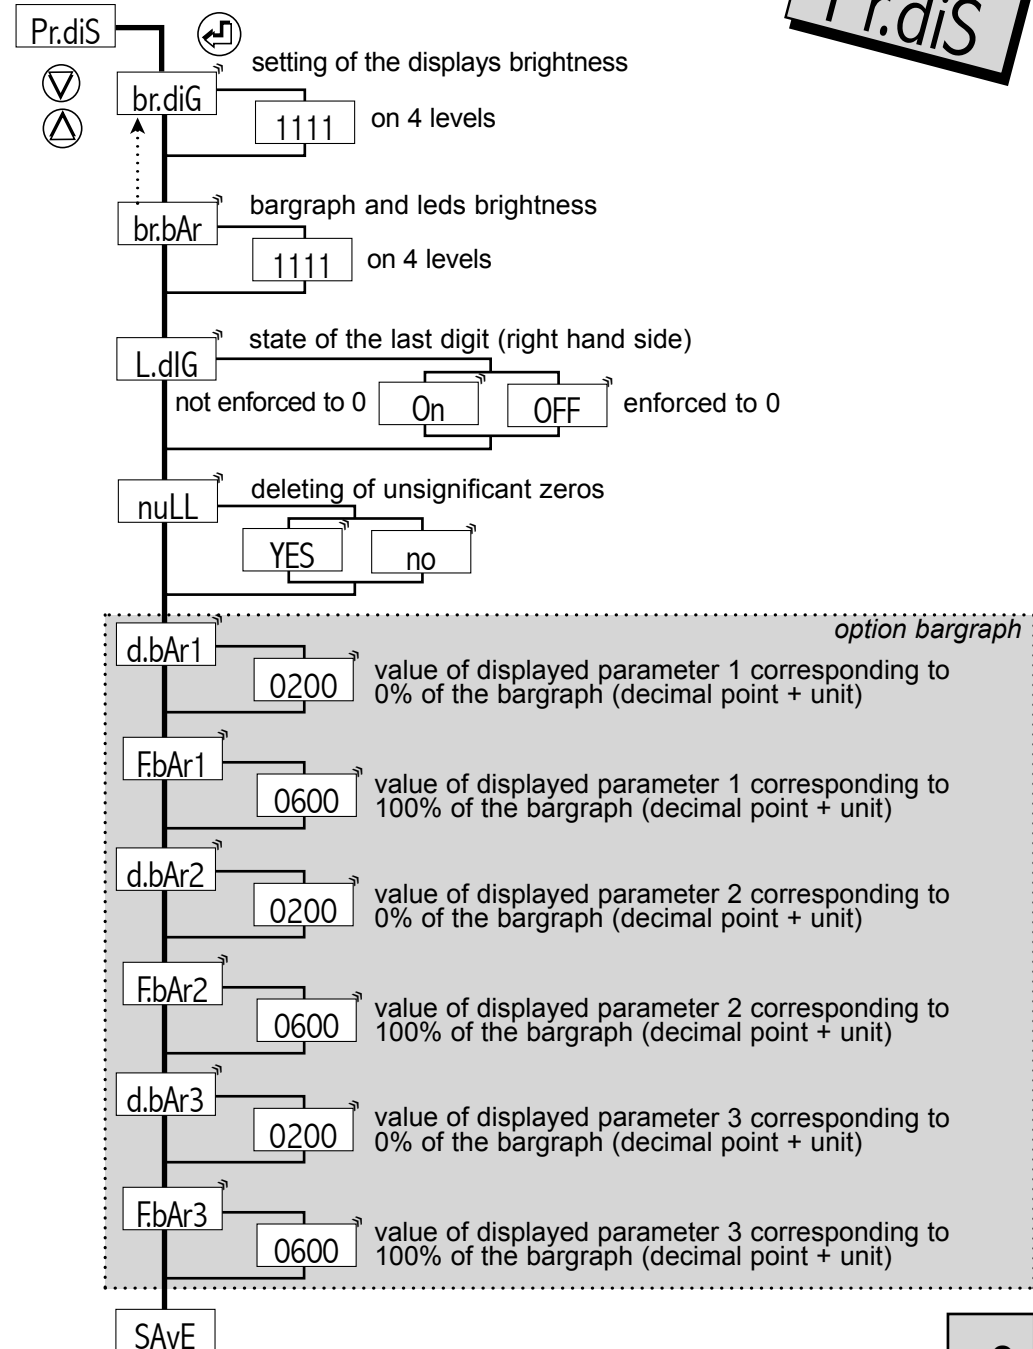 Pr.diS
Pr.diS
setting of the displays brightness
br.diG
1111 on 4 levels
bargraph and leds brightness
br.bAr
1111 on 4 levels
state of the last digit (right hand side)
L.dIG
not enforced to 0 On OFF enforced to 0
deleting of unsignificant zeros
nuLL
YES no
option bargraph
d.bAr1
0200 value of displayed parameter 1 corresponding to
0% of the bargraph (decimal point + unit)
F.bAr1
0600 value of displayed parameter 1 corresponding to
100% of the bargraph (decimal point + unit)
d.bAr2
0200 value of displayed parameter 2 corresponding to
0% of the bargraph (decimal point + unit)
F.bAr2
0600 value of displayed parameter 2 corresponding to
100% of the bargraph (decimal point + unit)
d.bAr3
0200 value of displayed parameter 3 corresponding to
0% of the bargraph (decimal point + unit)
F.bAr3
0600 value of displayed parameter 3 corresponding to
100% of the bargraph (decimal point + unit)
SAvE